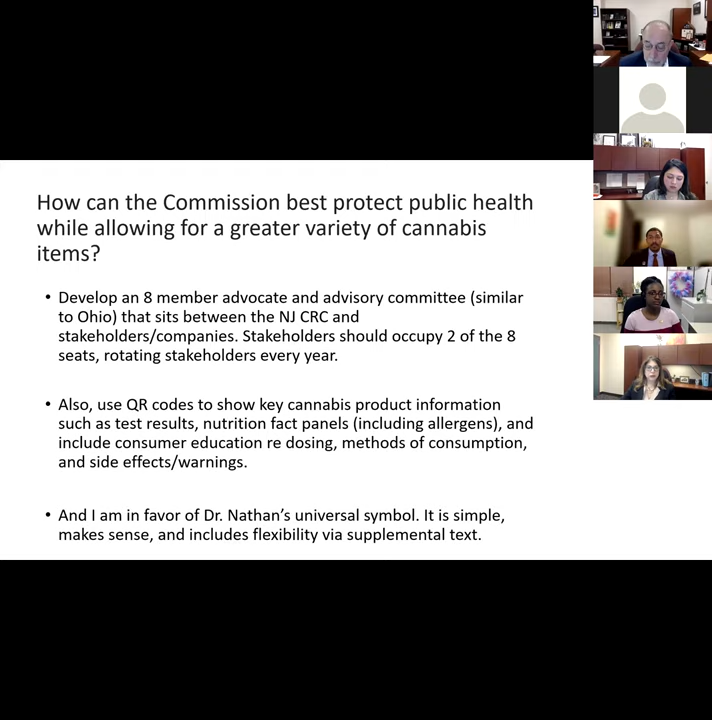 How can the Commission best protect public health
while allowing for a greater variety of cannabis
items?
• Develop an 8 member advocate and advisory committee (similar
to Ohio) that sits between the NJ CRC and
stakeholders/companies. Stakeholders should occupy 2 of the 8
seats, rotating stakeholders every year.
• Also, use QR codes to show key cannabis product information
such as test results, nutrition fact panels (including allergens), and
include consumer education re dosing, methods of consumption,
and side effects/warnings.
• And I am in favor of Dr. Nathan’s universal symbol. It is simple,
makes sense, and includes flexibility via supplemental text.